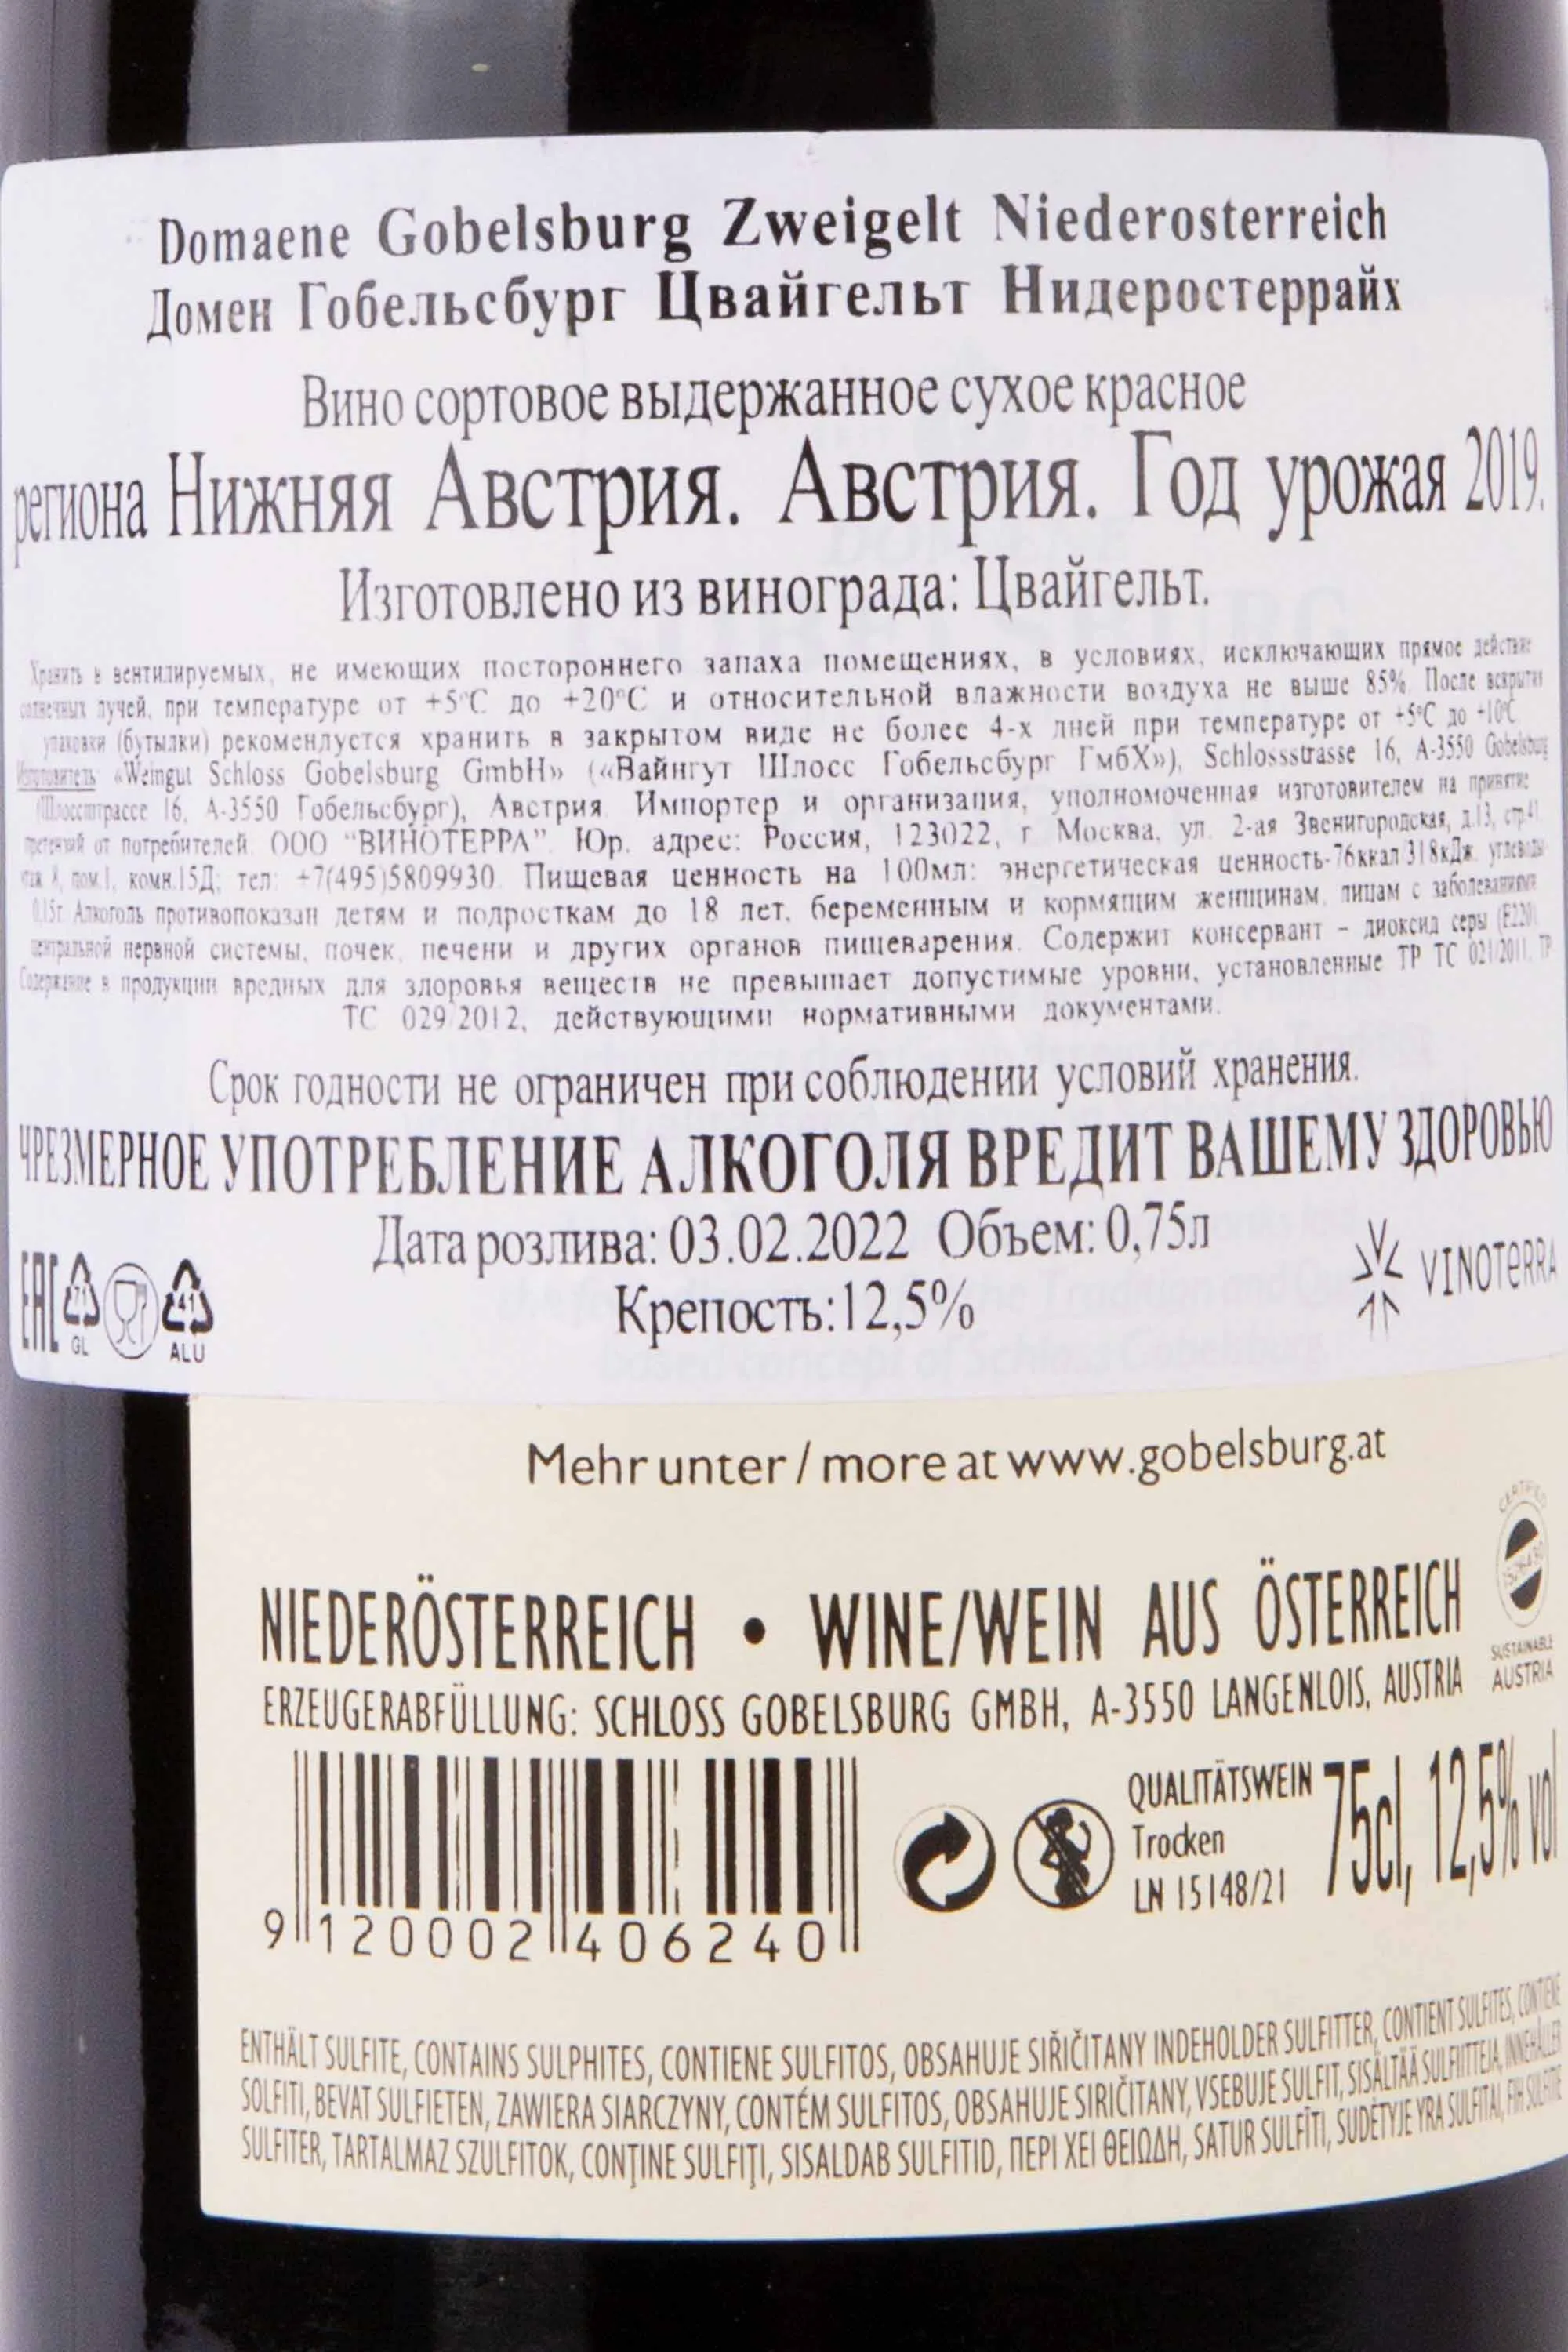 Domaene Gobelsburg Zweigelt Niederosterreich
Домен Гобельсбург Цвайгельт Нидеростеррайх
Вино сортовое выдержанное сухое красное
региона Нижняя Австрия. Австрия. Год урожая 2019.
Изготовлено из винограда: Цвайгельт.
Хранить в вентилируемых, не имеющих постороннего запаха помещениях, в условиях, исключающих прямое действие
солнечных лучей, при температуре от +5°C до +20°C и относительной влажности воздуха не выше 85%. После вскрытия
упаковки (бутылки) рекомендуется хранить в закрытом виде не более 4-х дней при температуре от +5°C до +10°C
Изготовитель «Weingut Schloss Gobelsburg GmbH» («Вайнгут Шлосс Гобельсбург ГмбХ»), Schlossstrasse 16, A-3550 Gobelsburg
(Шлоссштрассе 16, А-3550 Гобельсбург), Австрия. Импортер и организация, уполномоченная изготовителем на принятие
претензий от потребителей ООО "ВИНОТЕРРА" Юр. адрес: Россия, 123022, г Москва, ул. 2-ая Звенигородская, д.13, стр.41
этаж 8, пом.I, комн.15Д; тел: +7(495)5809930. Пищевая ценность на 100мл: энергетическая ценность-76ккал/318кДж углеводы
0,15г Алкоголь противопоказан детям и подросткам до 18 лет, беременным и кормящим женщинам, лицам с заболеваниями
центральной нервной системы, почек, печени и других органов пищеварения. Содержит консервант – диоксид серы (E220)
Содержание в продукции вредных для здоровья веществ не превышает допустимые уровни, установленные ТР ТС 021/2011, ТР
ТС 029/2012, действующими нормативными документами.
Срок годности не ограничен при соблюдении условий хранения.
ЧРЕЗМЕРНОЕ УПОТРЕБЛЕНИЕ АЛКОГОЛЯ ВРЕДИТ ВАШЕМУ ЗДОРОВЬЮ
Дата розлива: 03.02.2022 Объем: 0,75л
Крепость:12,5%
EAC 71 GL 41 ALU
VINOTERRA
Mehr unter / more at www.gobelsburg.at
CERTIFIED
SUSTAINABLE
AUSTRIA
NIEDERÖSTERREICH • WINE/WEIN AUS ÖSTERREICH
ERZEUGERABFÜLLUNG: SCHLOSS GOBELSBURG GMBH, A-3550 LANGENLOIS, AUSTRIA
QUALITÄTSWEIN
Trocken
LN 15148/21
75cl, 12,5% vol
9 120002 406240
ENTHÄLT SULFITE, CONTAINS SULPHITES, CONTIENE SULFITOS, OBSAHUJE SIŘIČITANY INDEHOLDER SULFITTER, CONTIENT SULFITES, CONTIENE
SOLFITI, BEVAT SULFIETEN, ZAWIERA SIARCZYNY, CONTÉM SULFITOS, OBSAHUJE SIRIČITANY, VSEBUJE SULFIT, SISÄLTÄÄ SULFIITTEJA, INNEHÅLLER
SULFITER, TARTALMAZ SZULFITOK, CONŢINE SULFIŢI, SISALDAB SULFITID, ΠΕΡΙ ΧΕΙ ΘΕΙΩΔΗ, SATUR SULFĪTI, SUDĖTYJE YRA SULFITAI, FIH SULFITE